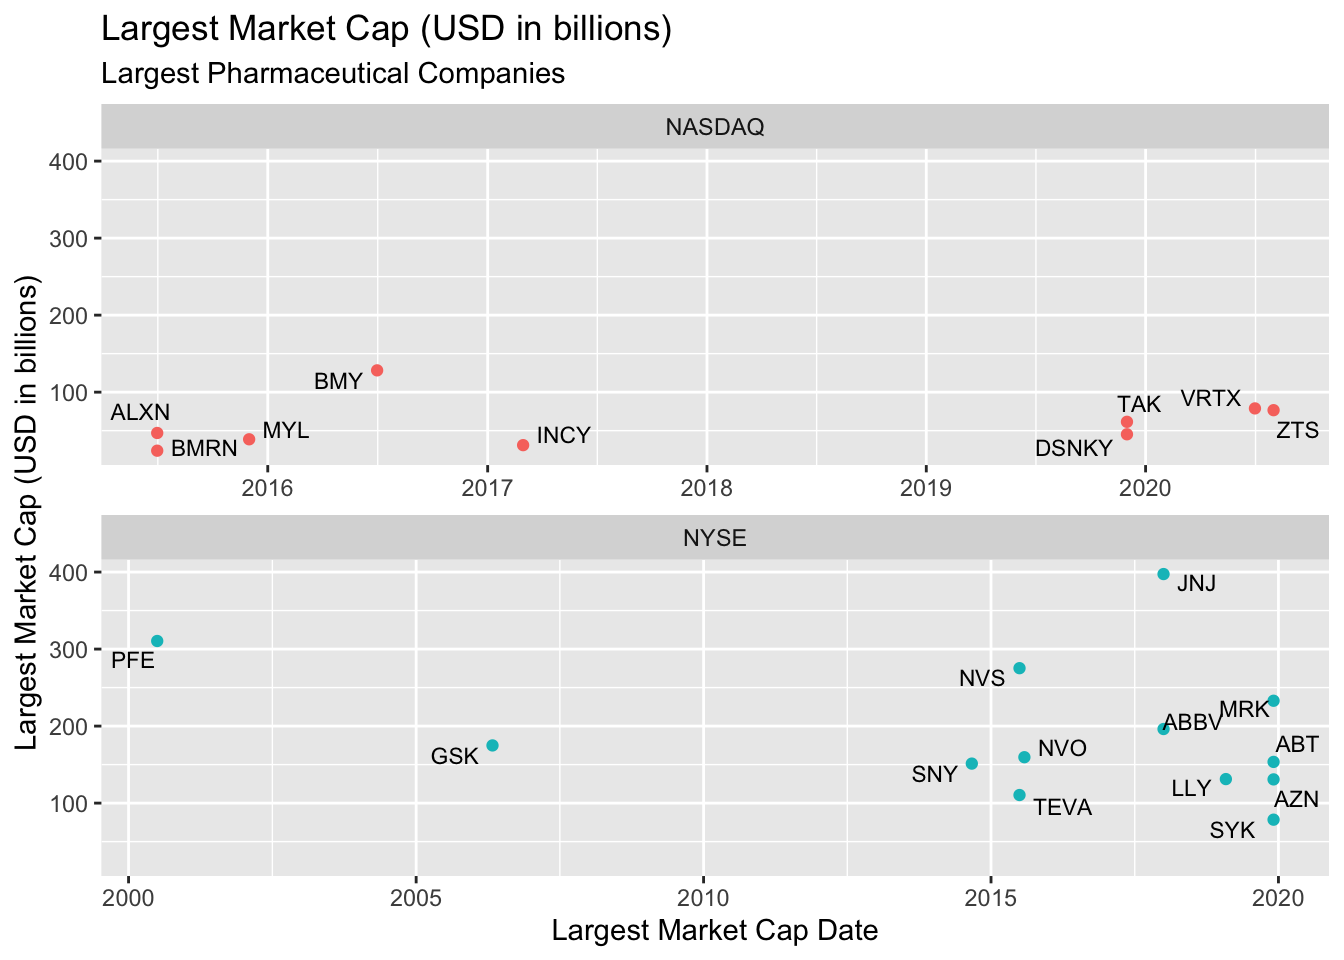 Largest Market Cap (USD in billions)
Largest Pharmaceutical Companies
Largest Market Cap (USD in billions)
NASDAQ
400
300
200
100
BMY
ALXN
BMRN
MYL
INCY
TAK
DSNKY
VRTX
ZTS
2016
2017
2018
2019
2020
NYSE
400
300
200
100
JNJ
PFE
NVS
MRK
ABBV
GSK
NVO
ABT
SNY
LLY
AZN
TEVA
SYK
2000
2005
2010
2015
2020
Largest Market Cap Date